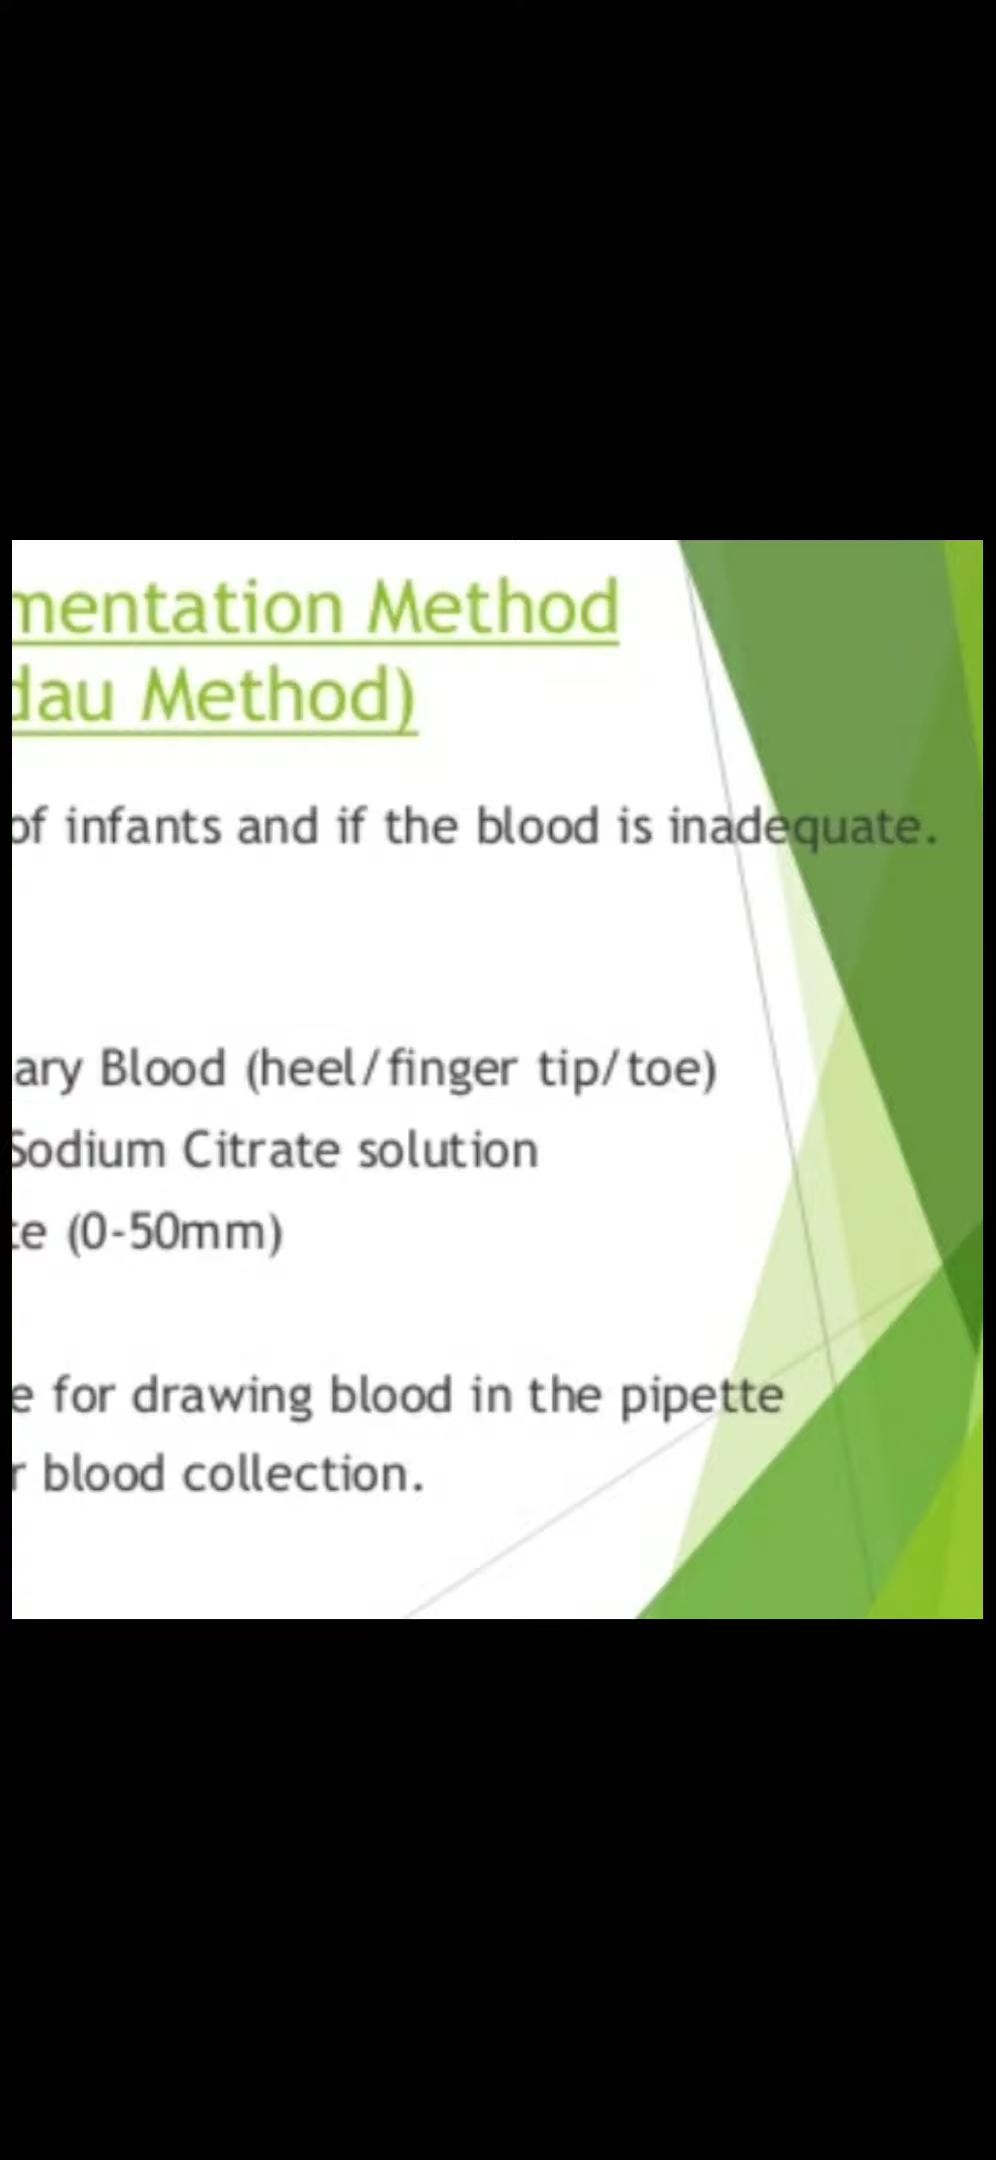 mentation Method
dau Method)
of infants and if the blood is inadequate.
ary Blood (heel/finger tip/toe)
Sodium Citrate solution
te (0-50mm)
e for drawing blood in the pipette
r blood collection.